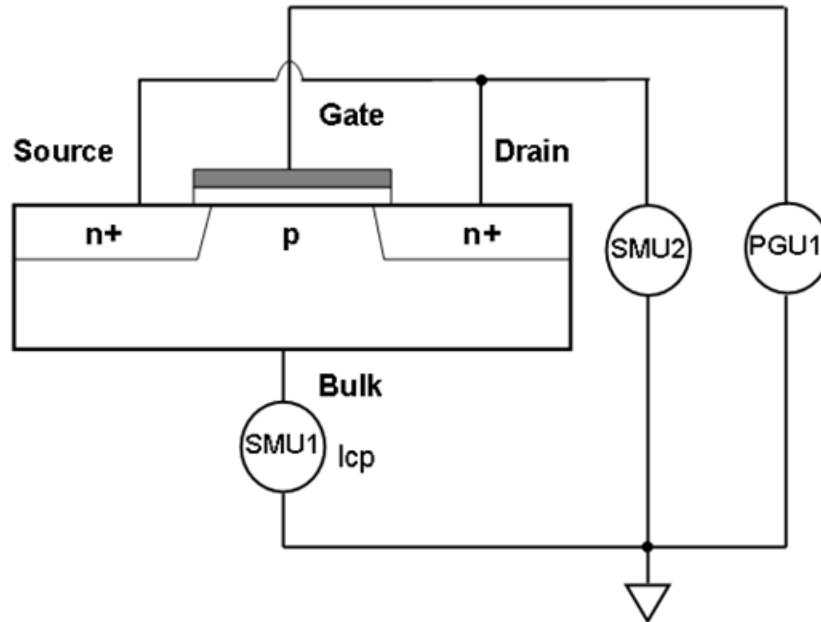 Gate
Source
Drain
n+
p
n+
SMU2
PGU1
Bulk
SMU1
Icp